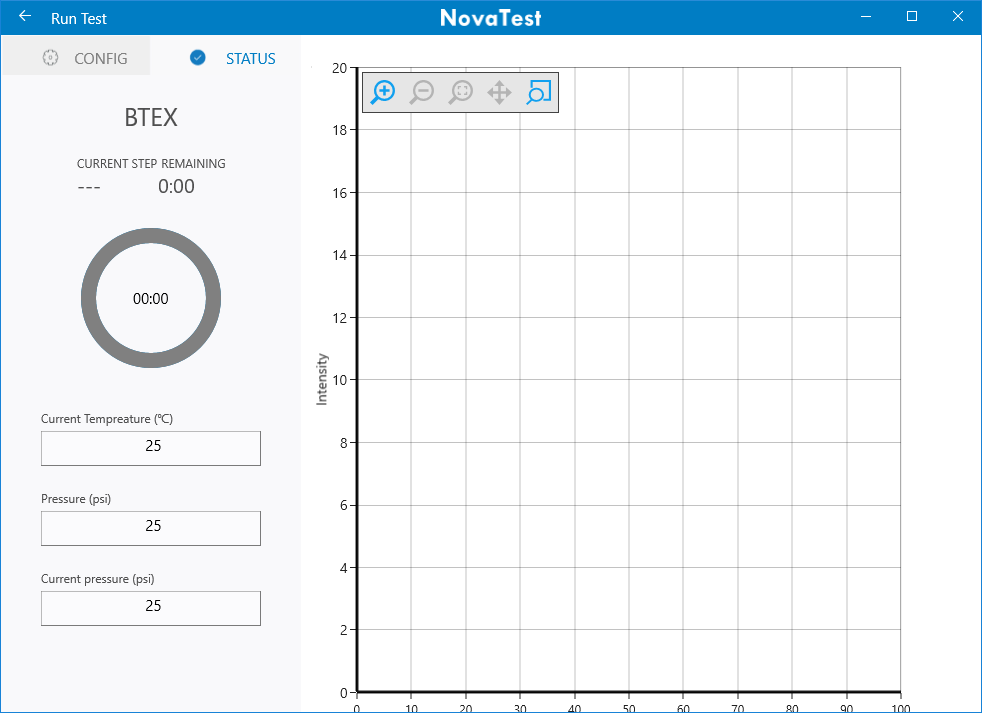 Run Test
NovaTest
CONFIG
STATUS
BTEX
CURRENT STEP REMAINING
--- 0:00
00:00
Current Tempreature (℃)
25
Pressure (psi)
25
Current pressure (psi)
25
Intensity
20
18
16
14
12
10
8
6
4
2
0
0 10 20 30 40 50 60 70 80 90 100